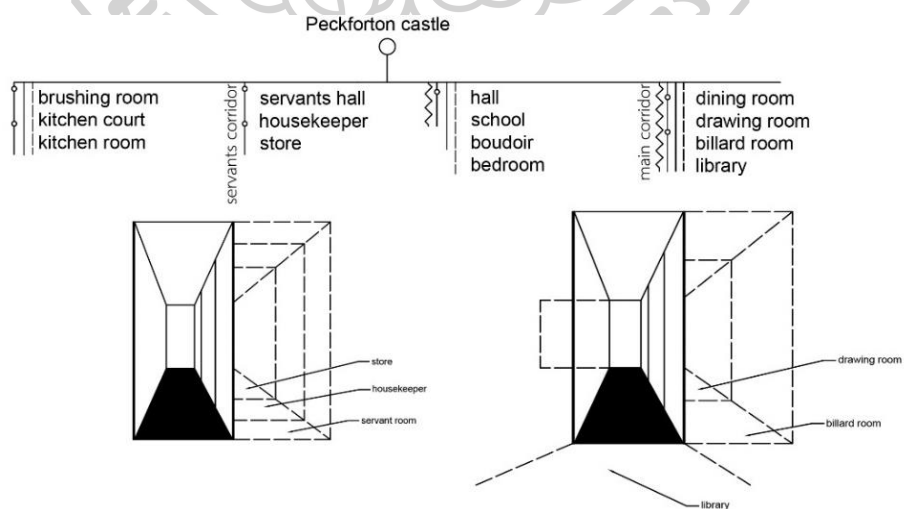 Peckforton castle
brushing room
kitchen court
kitchen room
servants corridor
servants hall
housekeeper
store
hall
school
boudoir
bedroom
main corridor
dining room
drawing room
billard room
library
store
housekeeper
servant room
drawing room
billard room
library